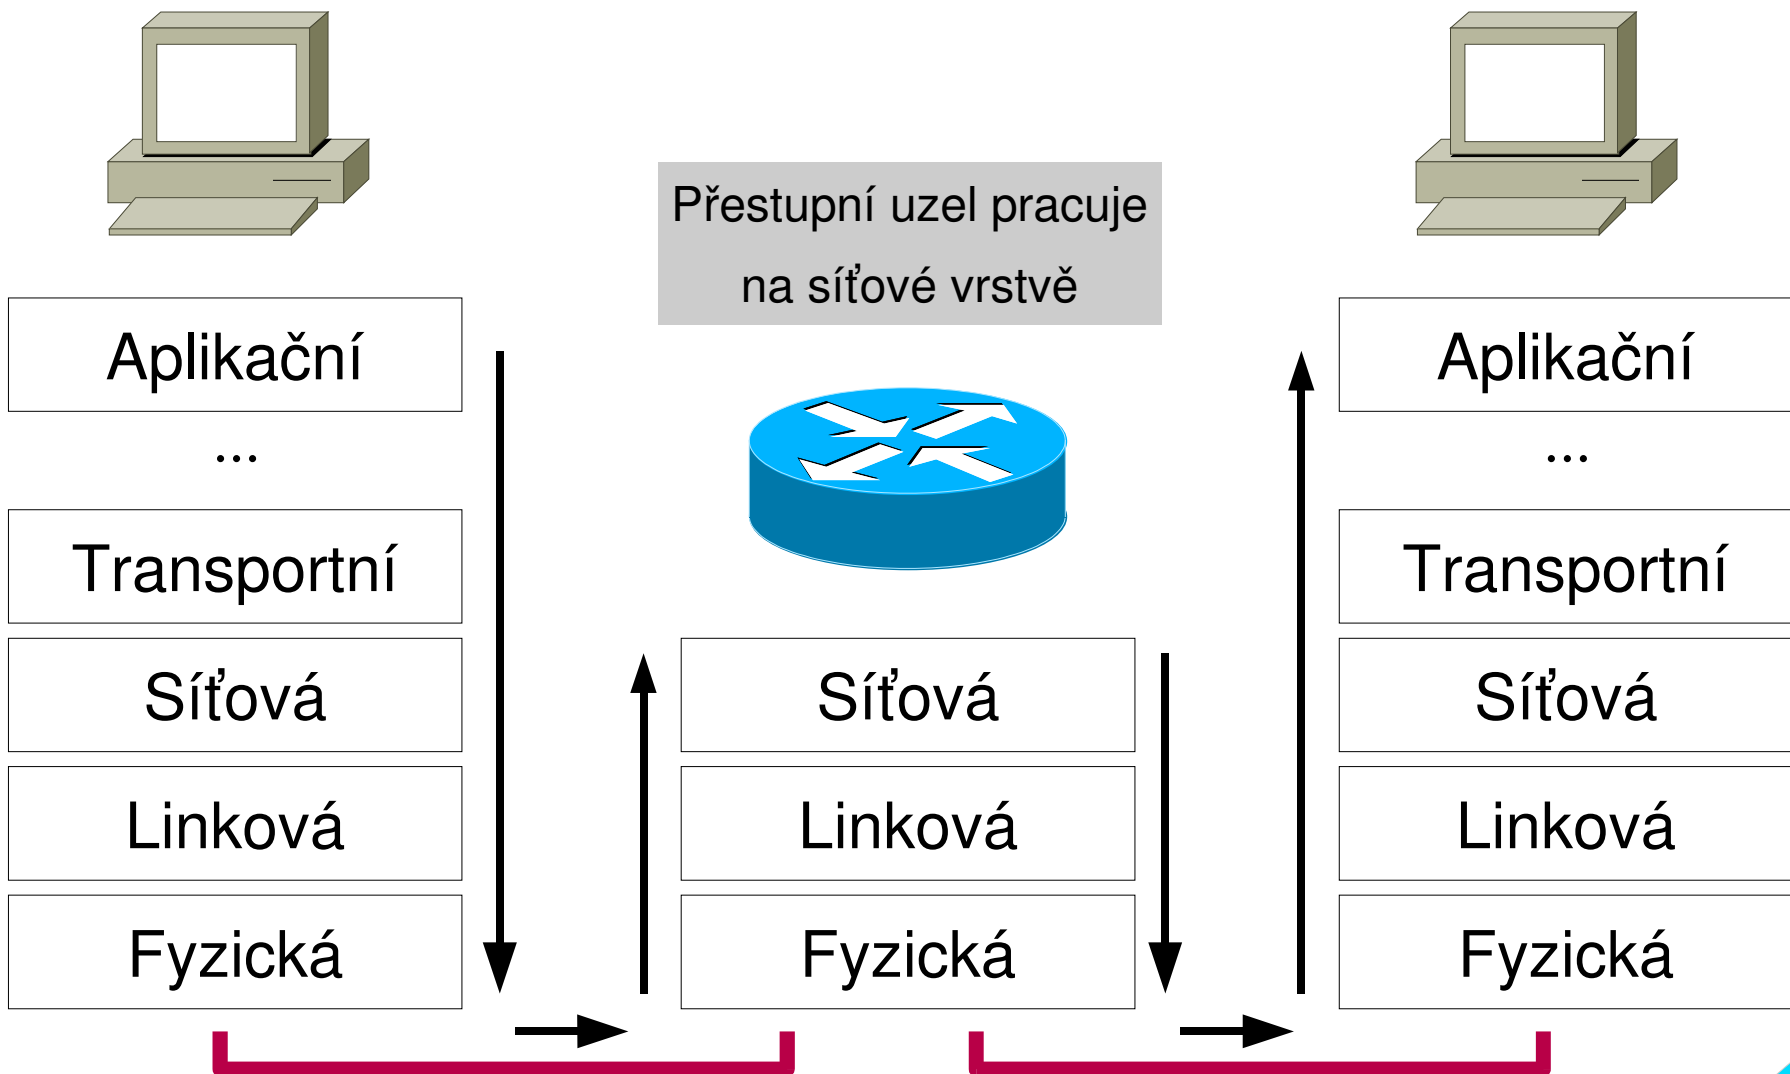 Přestupní uzel pracuje
na síťové vrstvě
Aplikační
...
Transportní
Síťová
Linková
Fyzická
Síťová
Linková
Fyzická
Aplikační
...
Transportní
Síťová
Linková
Fyzická